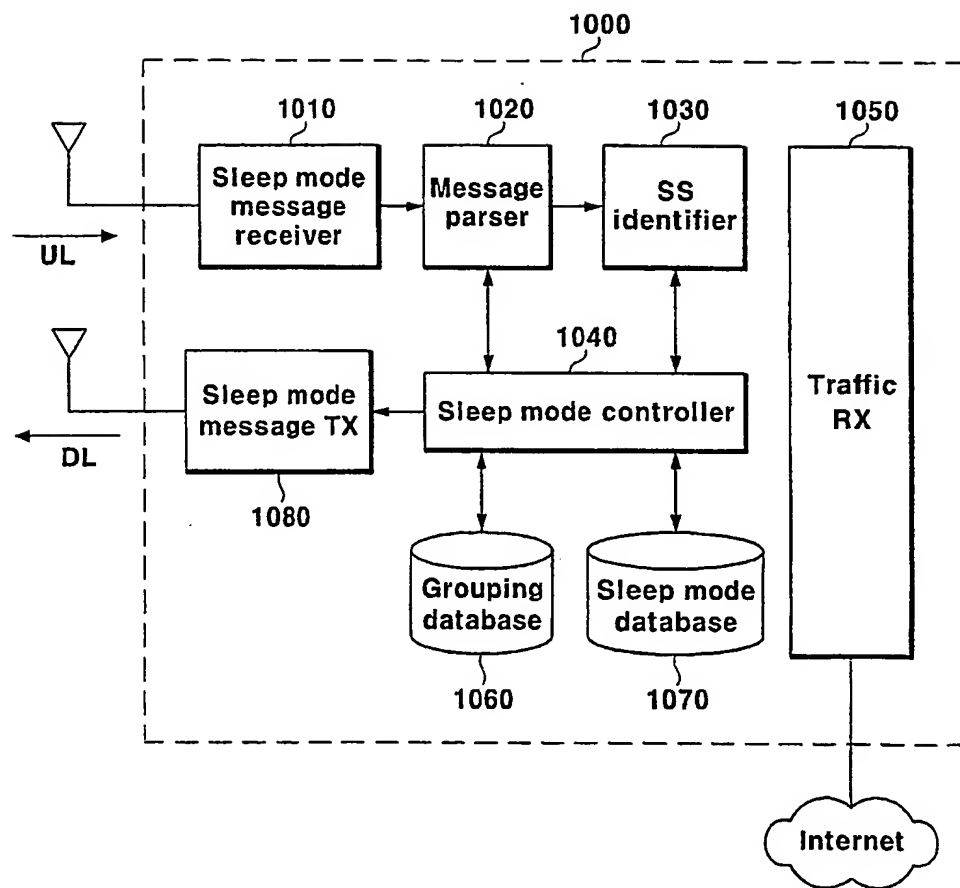 1000
1010
1020
1030
1050
Sleep mode
message
receiver
Message
parser
SS
identifier
UL
1040
Sleep mode
message TX
Sleep mode controller
Traffic
RX
DL
1080
Grouping
database
Sleep mode
database
1060
1070
Internet